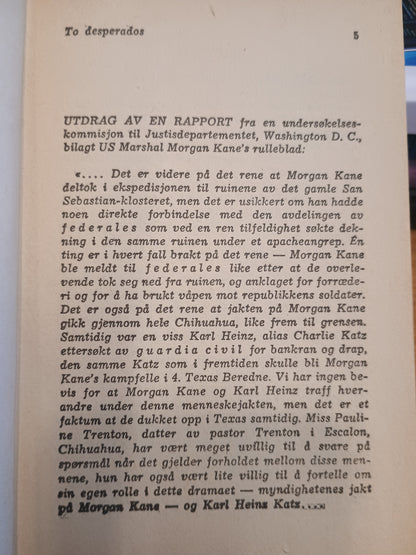 To desperados
5
UTDRAG AV EN RAPPORT fra en undersøkelses-
kommisjon til Justisdepartementet, Washington D. C.,
bilagt US Marshal Morgan Kane's rulleblad:
«.... Det er videre på det rene at Morgan Kane
deltok i ekspedisjonen til ruinene av det gamle San
Sebastian-klosteret, men det er usikkert om han hadde
noen direkte forbindelse med den avdelingen av
federales som ved en ren tilfeldighet søkte dek-
ning i den samme ruinen under et apacheangrep. Én
ting er i hvert fall brakt på det rene — Morgan Kane
ble meldt til federales like etter at de overle-
vende tok seg ned fra ruinen, og anklaget for forræde-
ri og for å ha brukt våpen mot republikkens soldater.
Det er også på det rene at jakten på Morgan Kane
gikk gjennom hele Chihuahua, like frem til grensen.
Samtidig var en viss Karl Heinz, alias Charlie Katz
ettersøkt av guardia civil for bankran og drap,
den samme Katz som i fremtiden skulle bli Morgan
Kane's kampfelle i 4. Texas Beredne. Vi har ingen be-
vis for at Morgan Kane og Karl Heinz traff hver-
andre under denne menneskejakten, men det er et
faktum at de dukket opp i Texas samtidig. Miss Pauli-
ne Trenton, datter av pastor Trenton i Escalon,
Chihuahua, har vært meget uvillig til å svare på
spørsmål når det gjelder forholdet mellom disse men-
nene, hun har også vært lite villig til å fortelle om
sin egen rolle i dette dramaet — myndighetenes jakt
på Morgan Kane — og Karl Heinz Katz....»